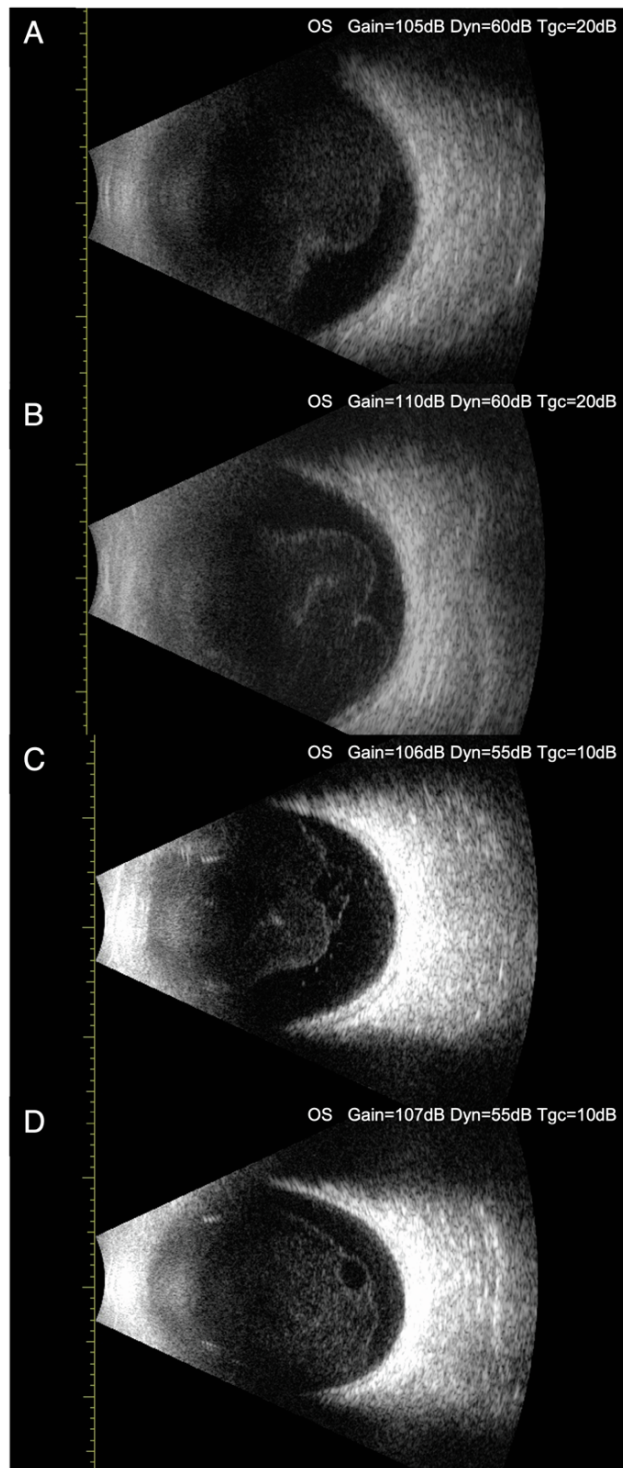 A
OS Gain=105dB Dyn=60dB Tgc=20dB
B
OS Gain=110dB Dyn=60dB Tgc=20dB
C
OS Gain=106dB Dyn=55dB Tgc=10dB
D
OS Gain=107dB Dyn=55dB Tgc=10dB